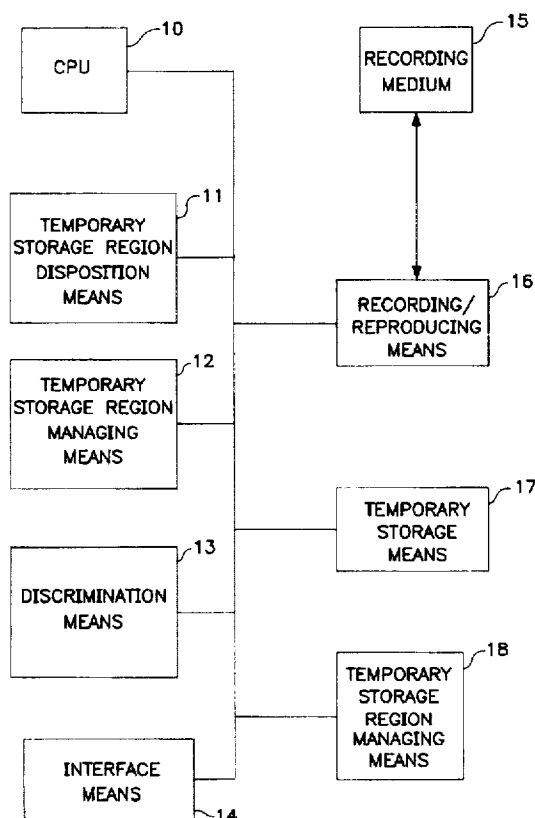 10
CPU
15
RECORDING
MEDIUM
11
TEMPORARY
STORAGE REGION
DISPOSITION
MEANS
16
RECORDING/
REPRODUCING
MEANS
12
TEMPORARY
STORAGE REGION
MANAGING
MEANS
17
TEMPORARY
STORAGE
MEANS
13
DISCRIMINATION
MEANS
18
TEMPORARY
STORAGE
REGION
MANAGING
MEANS
INTERFACE
MEANS
14